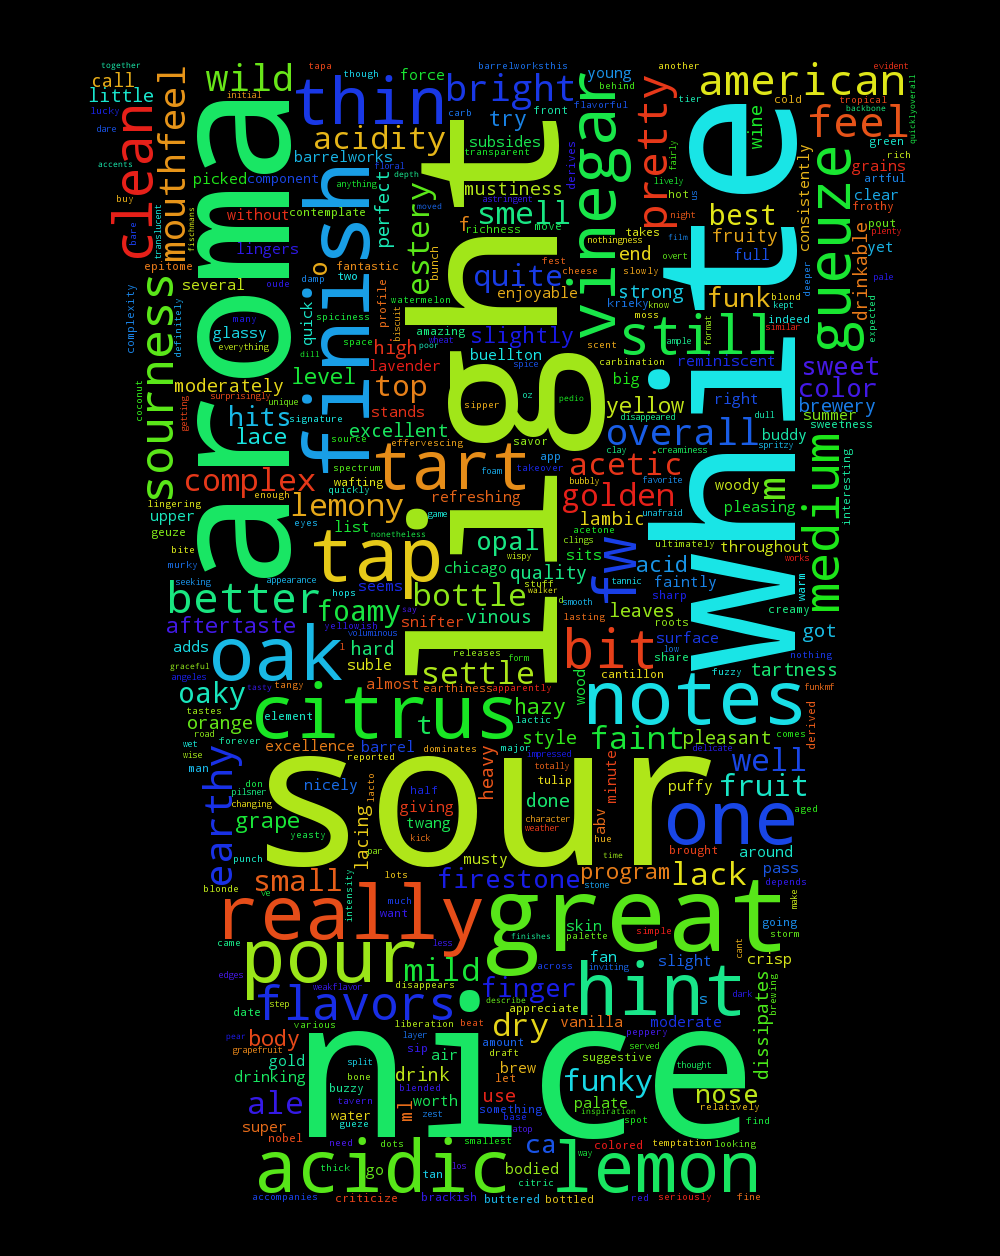 together
tapa
barrelworksthis
another
evident
call
wild
though
force
thin
bright
young
behind
american
little
mouthfeel
initial
acidity
carb
front
flavorful
tier
cold
tropical
backbone
quicklyoverall
lucky
dare
clean
aroma
try
vinegar
pretty
wine
feel
green
rich
accents
barrelworks
subsides
transparent
derives
fairly
grains
artful
picked
component
floral
depth
anything
mustiness
lively
hot
us
clear
frothy
buy
bare
translucent
without
contemplate
perfect
moved
astringent
smell
night
best
consistently
pout
plenty
fischmans
lingers
finish
estery
f
richness
move
nothingness
takes
film
fruity
drinkable
yet
epitome
o
fantastic
bunch
fest
cheese
end
slowly
overt
full
gueuze
several
oude
damp
two
quite
enjoyable
strong
funk
blond
deeper
pale
complexity
definitely
many
quick
spiciness
profile
watermelon
krieky
know
kept
expected
glassy
everything
biscuit
amazing
poor
wheat
slightly
moss
still
ample
format
indeed
similar
sourness
dill
space
high
buellton
scent
carbination
reminiscent
sweet
moderately
level
lavender
spice
big
color
coconut
getting
surprisingly
unique
top
sipper
oz
pedio
yellow
right
brewery
hits
signature
stands
disappeared
dull
summer
sweetness
lace
source
excellent
effervescing
savor
clay
creaminess
overall
spritzy
buddy
complex
enough
spectrum
wafting
tart
foam
app
takeover
acetic
favorite
medium
interesting
lingering
quickly
refreshing
bubbly
golden
woody
m
upper
eyes
lemony
list
game
unafraid
pleasing
geuze
nonetheless
acetone
lambic
bite
tap
wispy
opal
clings
ultimately
throughout
works
murky
chicago
sits
quality
stuff
walker
acid
seeking
appearance
hops
seems
bottle
d
smooth
fw
tannic
faintly
warm
light
white
better
foamy
say
vinous
lasting
leaves
sharp
creamy
graceful
aftertaste
yellowish
snifter
roots
got
adds
l
voluminous
hard
releases
form
bit
low
surface
share
nothing
angeles
oak
suble
settle
cantillon
fuzzy
tartness
oaky
tasty
tangy
almost
earthiness
apparently
wood
notes
funkmf
tastes
orange
element
citrus
t
lactic
hazy
derived
road
wet
forever
excellence
barrel
dominates
major
style
faint
pleasant
comes
wise
reported
impressed
delicate
man
don
nicely
heavy
totally
minute
well
earthy
pilsner
changing
lacto
half
tulip
puffy
fruit
sour
grape
giving
done
one
aged
yeasty
lacing
twang
character
weather
abv
hue
kick
brought
around
punch
par
musty
time
blonde
small
lots
firestone
program
lack
pass
depends
ve
intensity
much
want
stone
make
really
great
skin
simple
going
storm
came
less
finishes
palette
cant
pour
mild
fan
slight
crisp
edges
disappears
across
inviting
weakflavor
flavors
finger
hint
s
dark
dissipates
brewing
step
describe
appreciate
date
various
liberation
beat
amount
vanilla
moderate
pear
body
layer
draft
peppery
grapefruit
gold
split
sip
air
served
suggestive
drinking
bone
drink
brew
thought
nice
buzzy
blended
let
funky
nose
ale
tavern
worth
use
palate
relatively
water
ml
zest
something
inspiration
super
gueze
base
spot
find
nobel
need
dots
smallest
atop
ca
colored
temptation
looking
acidic
thick
go
tan
los
bodied
citric
way
lemon
accompanies
criticize
brackish
buttered
bottled
red
seriously
fine